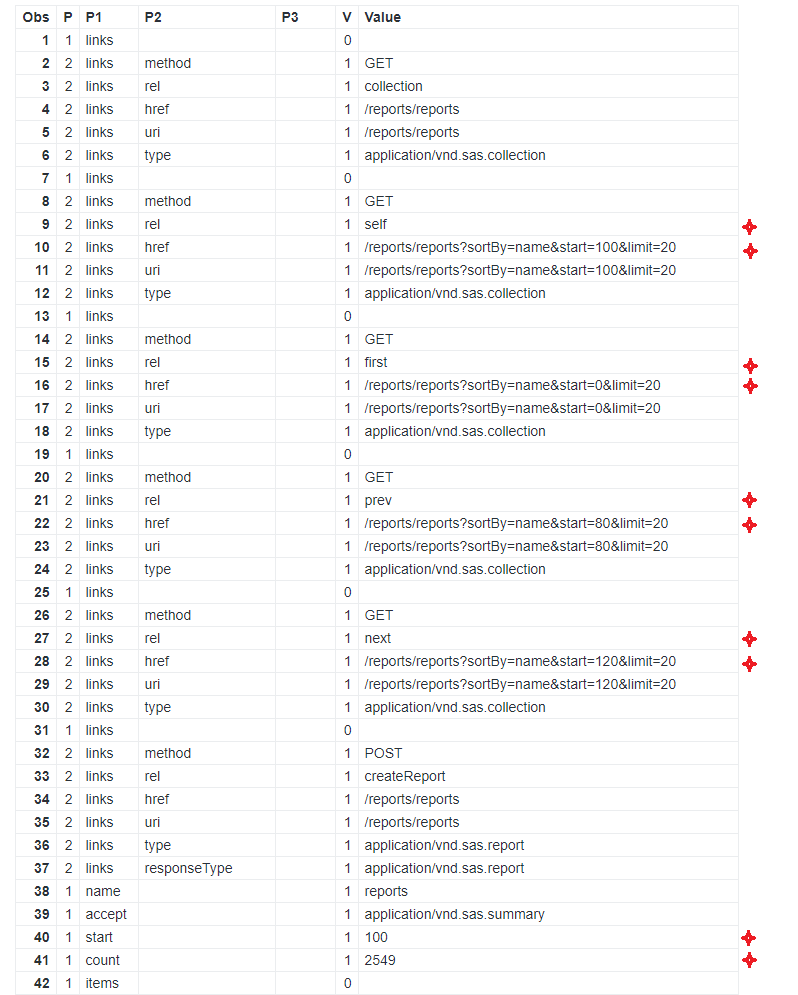 Obs P P1 P2 P3 V Value
1 1 links 0
2 2 links method 1 GET
3 2 links rel 1 collection
4 2 links href 1 /reports/reports
5 2 links uri 1 /reports/reports
6 2 links type 1 application/vnd.sas.collection
7 1 links 0
8 2 links method 1 GET
9 2 links rel 1 self
10 2 links href 1 /reports/reports?sortBy=name&start=100&limit=20
11 2 links uri 1 /reports/reports?sortBy=name&start=100&limit=20
12 2 links type 1 application/vnd.sas.collection
13 1 links 0
14 2 links method 1 GET
15 2 links rel 1 first
16 2 links href 1 /reports/reports?sortBy=name&start=0&limit=20
17 2 links uri 1 /reports/reports?sortBy=name&start=0&limit=20
18 2 links type 1 application/vnd.sas.collection
19 1 links 0
20 2 links method 1 GET
21 2 links rel 1 prev
22 2 links href 1 /reports/reports?sortBy=name&start=80&limit=20
23 2 links uri 1 /reports/reports?sortBy=name&start=80&limit=20
24 2 links type 1 application/vnd.sas.collection
25 1 links 0
26 2 links method 1 GET
27 2 links rel 1 next
28 2 links href 1 /reports/reports?sortBy=name&start=120&limit=20
29 2 links uri 1 /reports/reports?sortBy=name&start=120&limit=20
30 2 links type 1 application/vnd.sas.collection
31 1 links 0
32 2 links method 1 POST
33 2 links rel 1 createReport
34 2 links href 1 /reports/reports
35 2 links uri 1 /reports/reports
36 2 links type 1 application/vnd.sas.report
37 2 links responseType 1 application/vnd.sas.report
38 1 name 1 reports
39 1 accept 1 application/vnd.sas.summary
40 1 start 1 100
41 1 count 1 2549
42 1 items 0